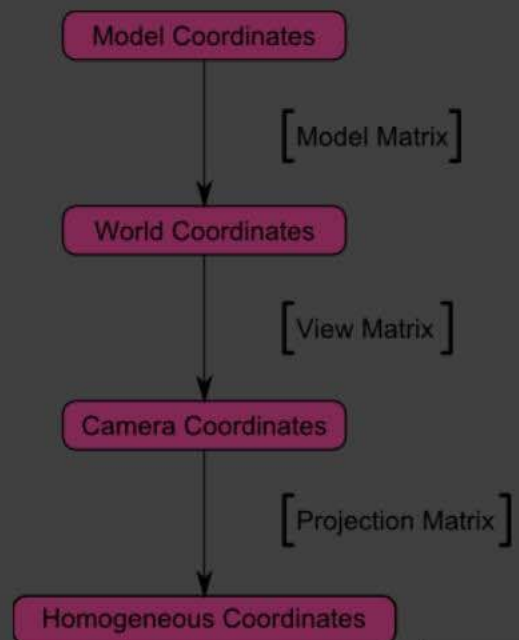 Model Coordinates
[Model Matrix]
World Coordinates
[View Matrix ]
Camera Coordinates
[Projection Matrix]
Homogeneous Coordinates